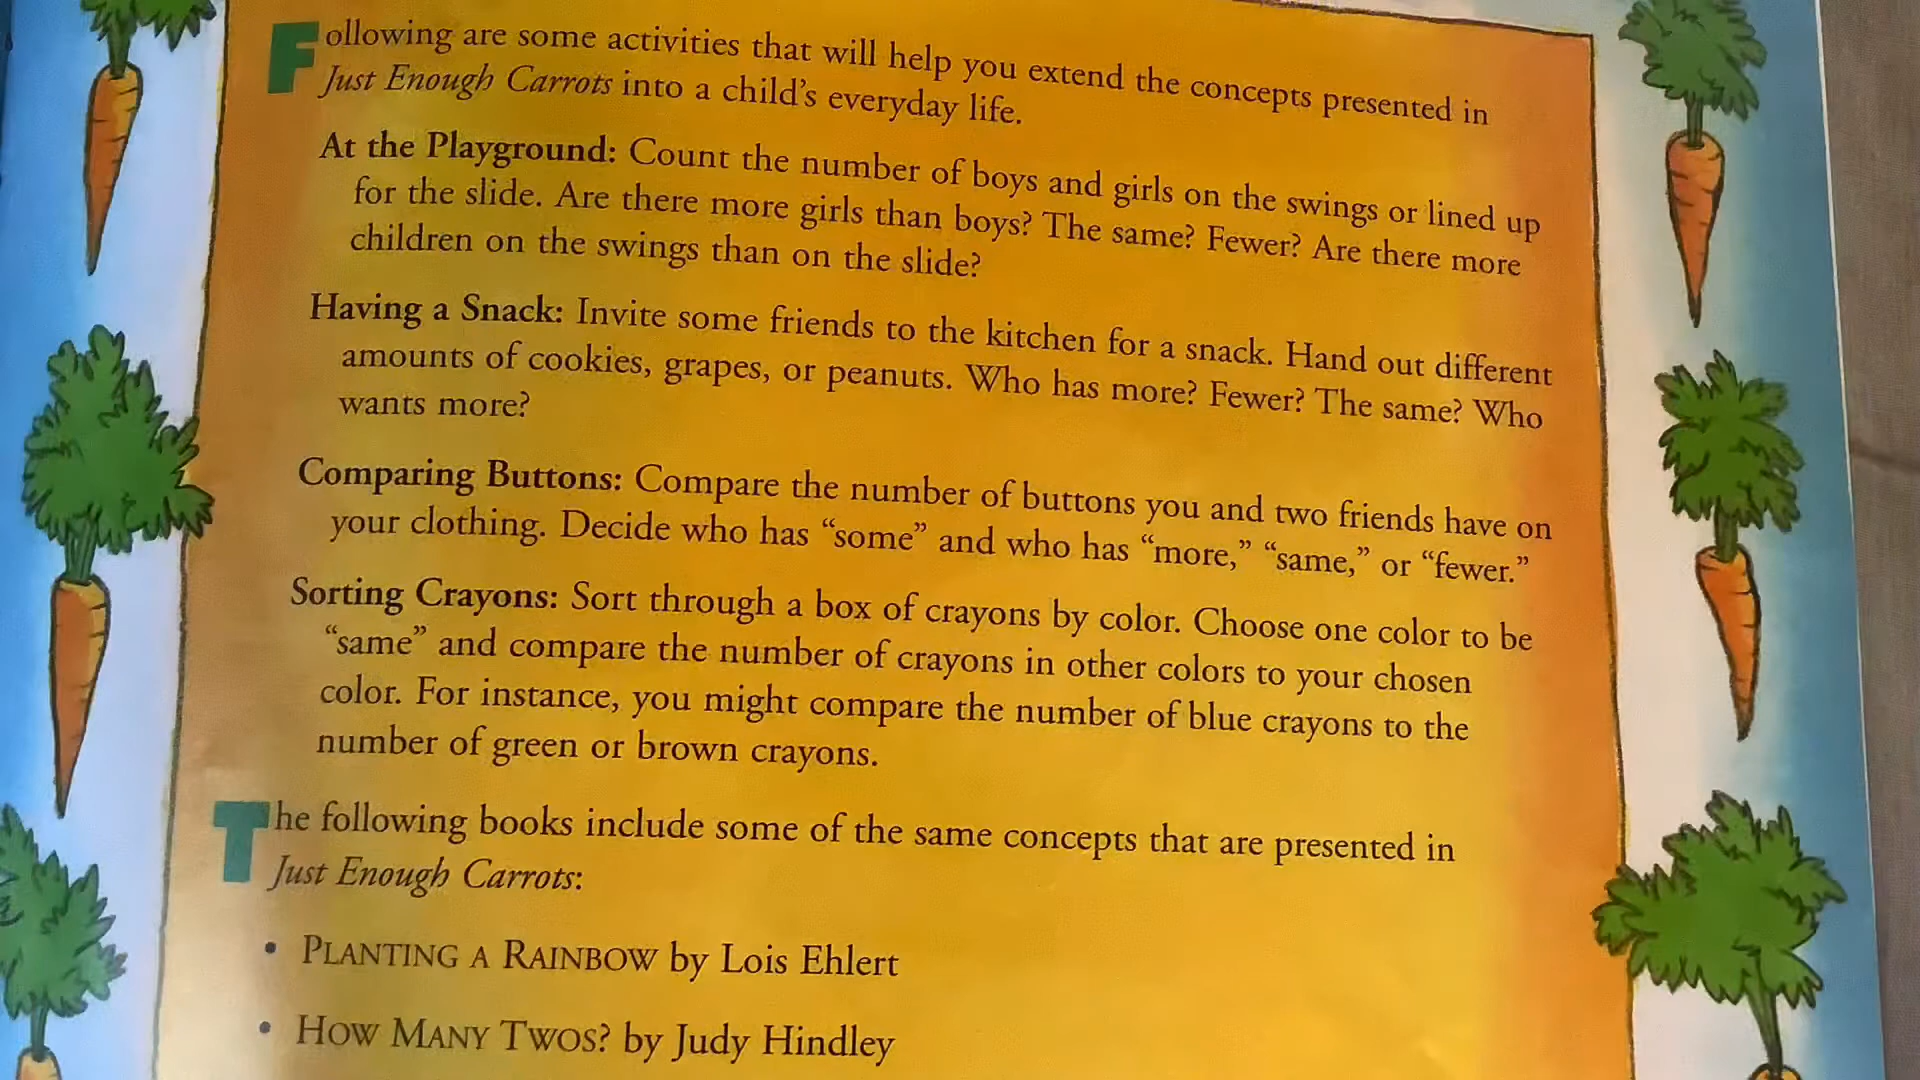 Following are some activities that will help you extend the concepts presented in
Just Enough Carrots into a child's everyday life.
At the Playground: Count the number of boys and girls on the swings or lined up
for the slide. Are there more girls than boys? The same? Fewer? Are there more
children on the swings than on the slide?
Having a Snack: Invite some friends to the kitchen for a snack. Hand out different
amounts of cookies, grapes, or peanuts. Who has more? Fewer? The same? Who
wants more?
Comparing Buttons: Compare the number of buttons you and two friends have on
your clothing. Decide who has “some” and who has “more,” “same,” or “fewer.”
Sorting Crayons: Sort through a box of crayons by color. Choose one color to be
“same” and compare the number of crayons in other colors to your chosen
color. For instance, you might compare the number of blue crayons to the
number of green or brown crayons.
The following books include some of the same concepts that are presented in
Just Enough Carrots:
• PLANTING A RAINBOW by Lois Ehlert
• HOW MANY TWOS? by Judy Hindley